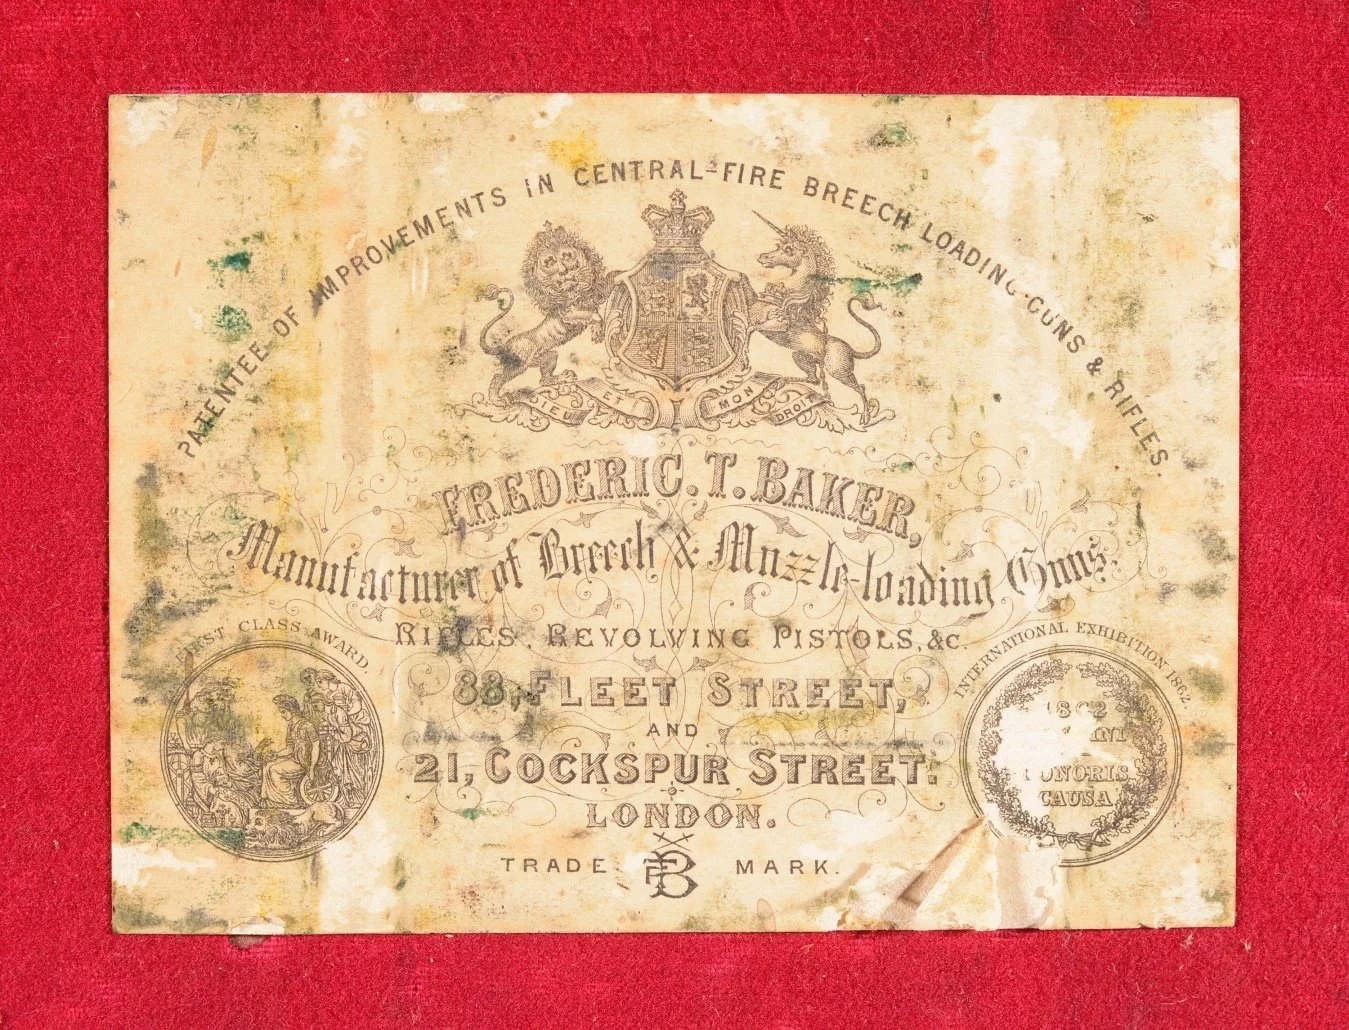 PATENTEE OF IMPROVEMENTS IN CENTRAL-FIRE BREECH LOADING-GUNS & RIFLES.
DIEU ET MON DROIT
FREDERIC. T. BAKER,
Manufacturer of Breech & Muzzle-loading Guns,
RIFLES, REVOLVING PISTOLS, &C.
88, FLEET STREET,
AND
21, COCKSPUR STREET.
LONDON.
FIRST CLASS AWARD.
INTERNATIONAL EXHIBITION 1862.
1862
HONORIS
CAUSA
TRADE MARK.